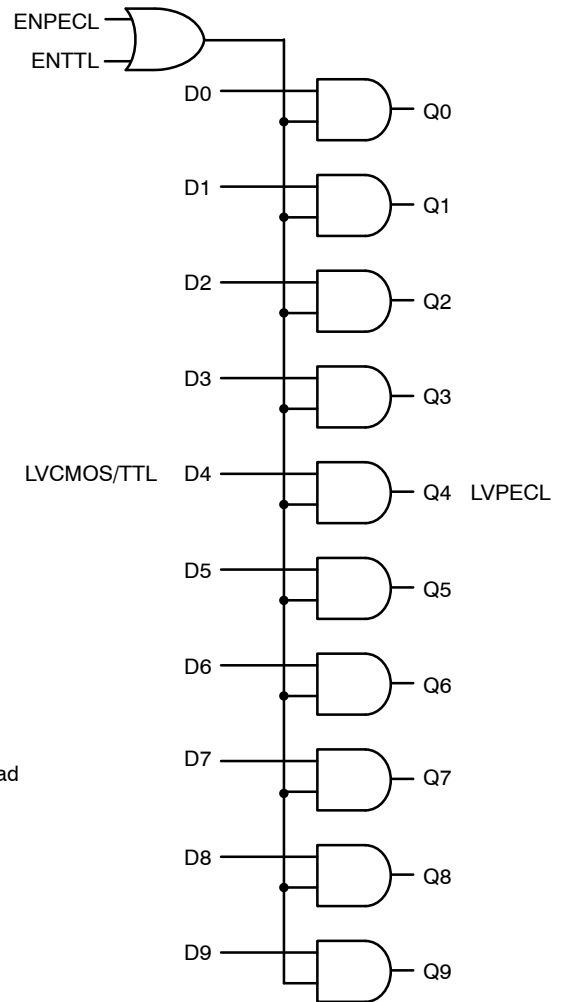 ENPECL
ENTTL
D0
Q0
D1
Q1
D2
Q2
D3
Q3
LVCMOS/TTL D4
Q4 LVPECL
D5
Q5
D6
Q6
ad
D7
Q7
D8
Q8
D9
Q9